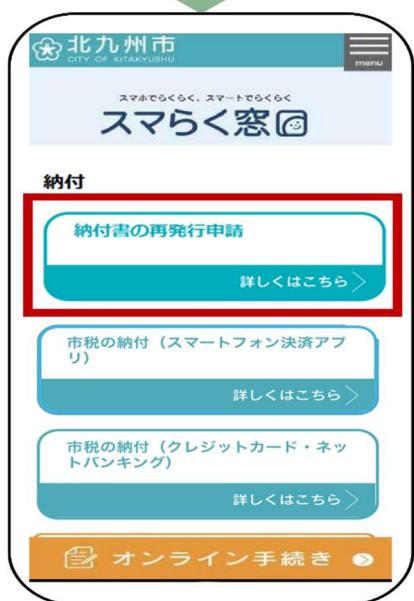 北九州市
CITY OF KITAKYUSHU
menu
スマホでらくらく、スマートでらくらく
スマらく窓口
納付
納付書の再発行申請
詳しくはこちら
市税の納付（スマートフォン決済アプ
リ）
詳しくはこちら
市税の納付（クレジットカード・ネッ
トバンキング）
詳しくはこちら
オンライン手続き